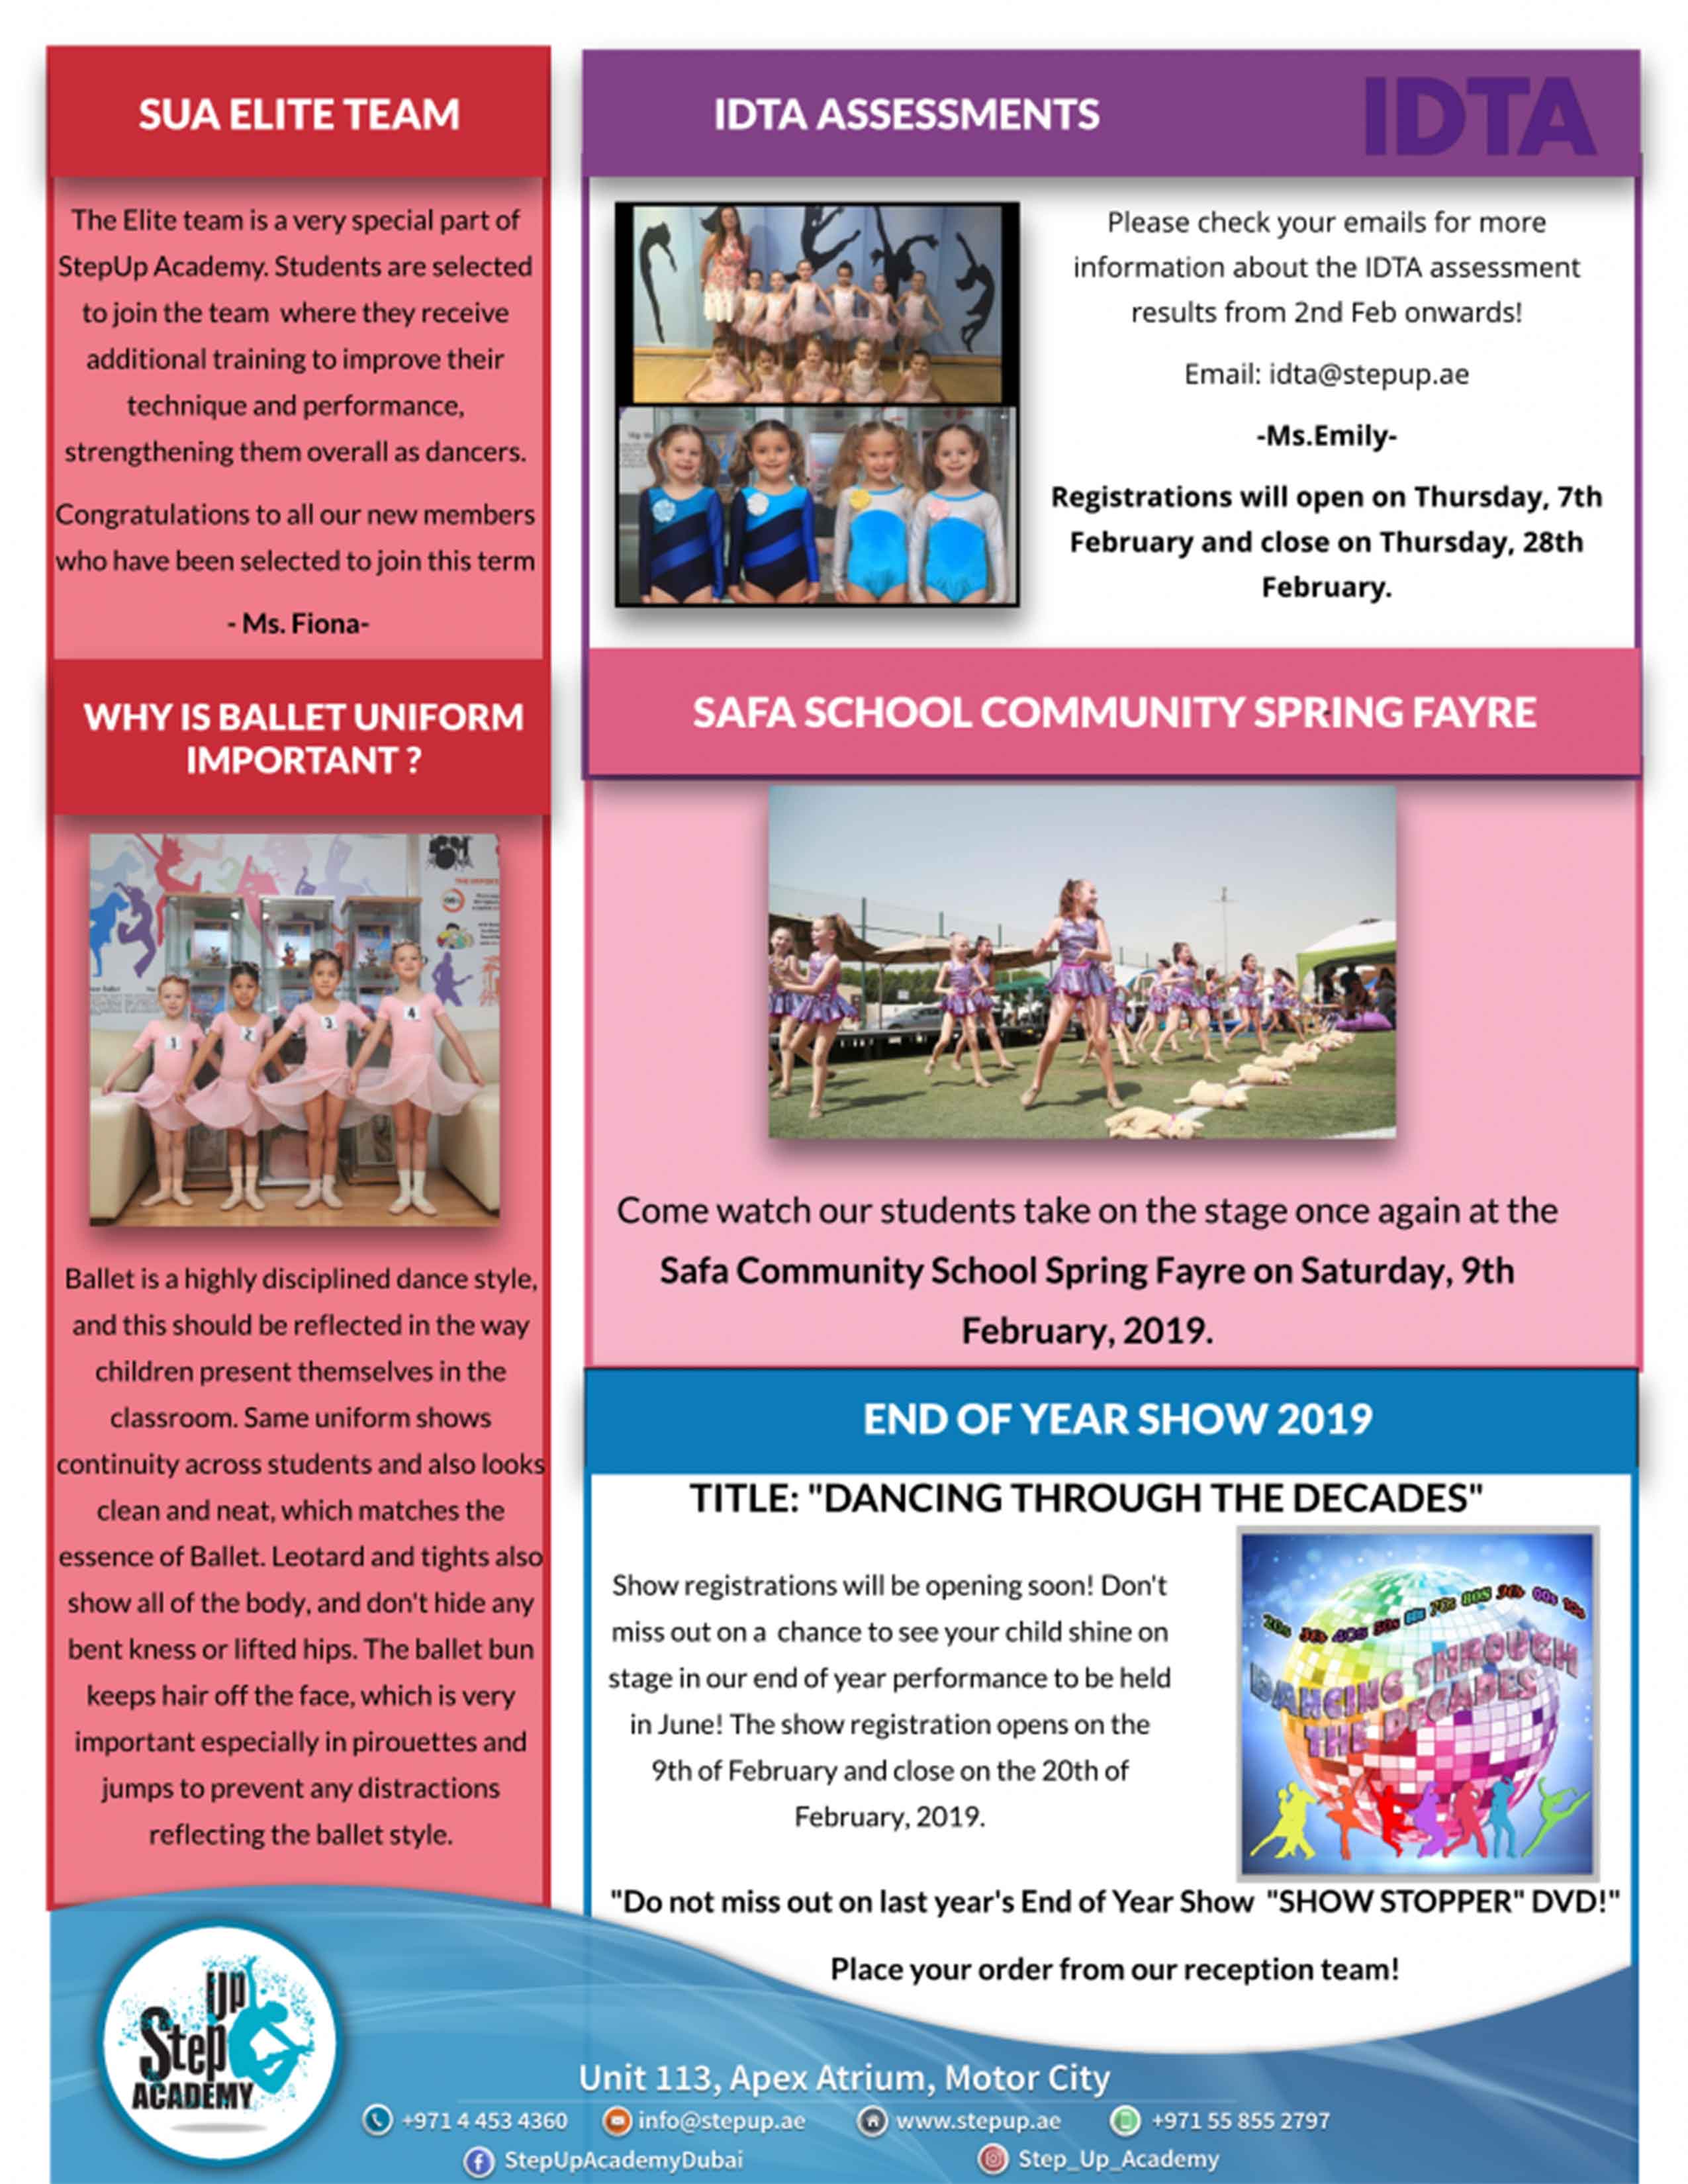 SUA ELITE TEAM
The Elite team is a very special part of
StepUp Academy. Students are selected
to join the team where they receive
additional training to improve their
technique and performance,
strengthening them overall as dancers.
Congratulations to all our new members
who have been selected to join this term
- Ms. Fiona-
WHY IS BALLET UNIFORM
IMPORTANT ?
1
2
3
4
Ballet is a highly disciplined dance style,
and this should be reflected in the way
children present themselves in the
classroom. Same uniform shows
continuity across students and also looks
clean and neat, which matches the
essence of Ballet. Leotard and tights also
show all of the body, and don't hide any
bent kness or lifted hips. The ballet bun
keeps hair off the face, which is very
important especially in pirouettes and
jumps to prevent any distractions
reflecting the ballet style.
IDTA ASSESSMENTS
IDTA
Please check your emails for more
information about the IDTA assessment
results from 2nd Feb onwards!
Email: idta@stepup.ae
-Ms.Emily-
Registrations will open on Thursday, 7th
February and close on Thursday, 28th
February.
SAFA SCHOOL COMMUNITY SPRING FAYRE
Come watch our students take on the stage once again at the
Safa Community School Spring Fayre on Saturday, 9th
February, 2019.
END OF YEAR SHOW 2019
TITLE: "DANCING THROUGH THE DECADES"
Show registrations will be opening soon! Don't
miss out on a chance to see your child shine on
stage in our end of year performance to be held
in June! The show registration opens on the
9th of February and close on the 20th of
February, 2019.
20s 30s 40s 50s 60s 70s 80s 90s 00s 10s
DANCING THROUGH
THE DECADES
"Do not miss out on last year's End of Year Show "SHOW STOPPER" DVD!"
Place your order from our reception team!
Step Up
ACADEMY
Unit 113, Apex Atrium, Motor City
+971 4 453 4360 info@stepup.ae www.stepup.ae +971 55 855 2797
StepUpAcademyDubai Step_Up_Academy